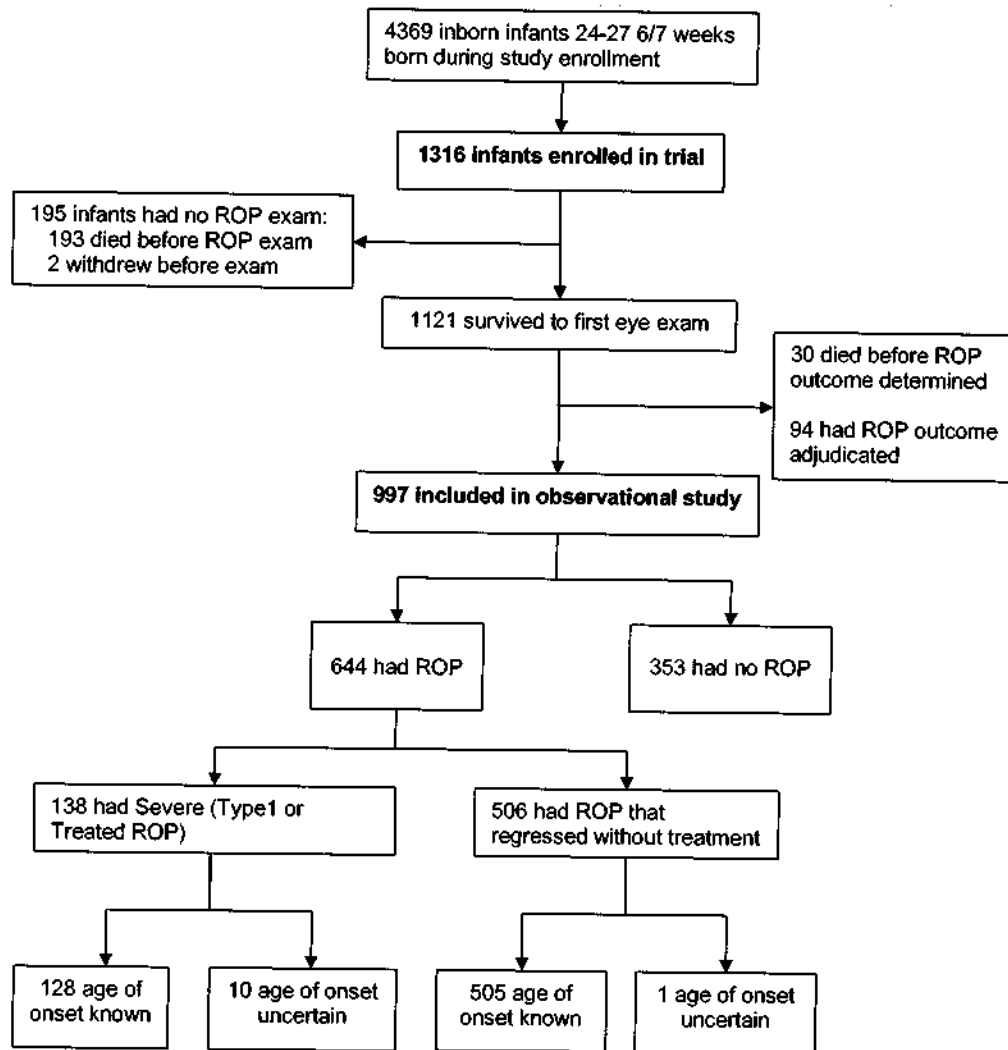 4369 inborn infants 24-27 6/7 weeks
born during study enrollment
1316 infants enrolled in trial
195 infants had no ROP exam:
193 died before ROP exam
2 withdrew before exam
1121 survived to first eye exam
30 died before ROP
outcome determined
94 had ROP outcome
adjudicated
997 included in observational study
644 had ROP
353 had no ROP
138 had Severe (Type1 or
Treated ROP)
506 had ROP that
regressed without treatment
128 age of
onset known
10 age of onset
uncertain
505 age of
onset known
1 age of onset
uncertain